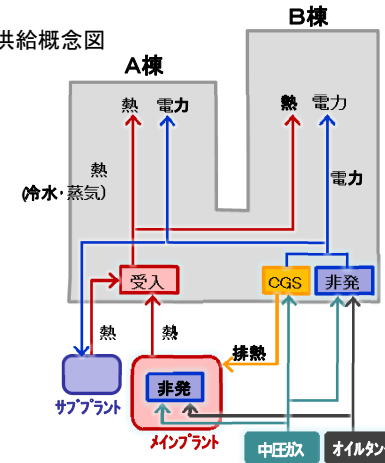 供給概念図
B棟
A棟
熱 電力
熱 電力
熱
(冷水・蒸気)
電力
受入
CGS
非発
熱
熱
排熱
非発
サブプラント
メインプラント
中圧ガス
オイルタン